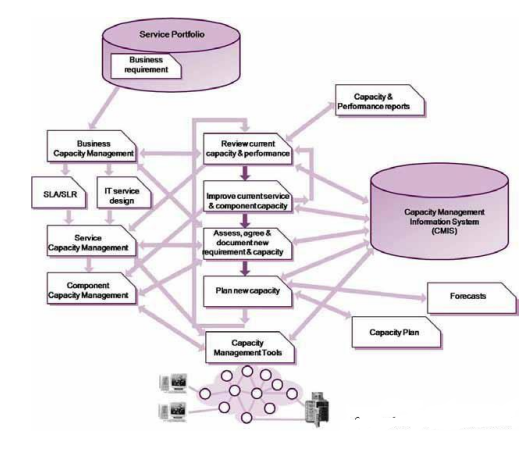 Service Portfolio
Business
requirement
Capacity &
Performance reports
Business
Capacity Management
Review current
capacity & performance
SLA/SLR
IT service
design
Improve current service
& component capacity
Capacity Management
Information System
(CMIS)
Service
Capacity Management
Assess, agree &
document new
requirement & capacity
Component
Capacity Management
Plan new capacity
Forecasts
Capacity Plan
Capacity
Management Tools